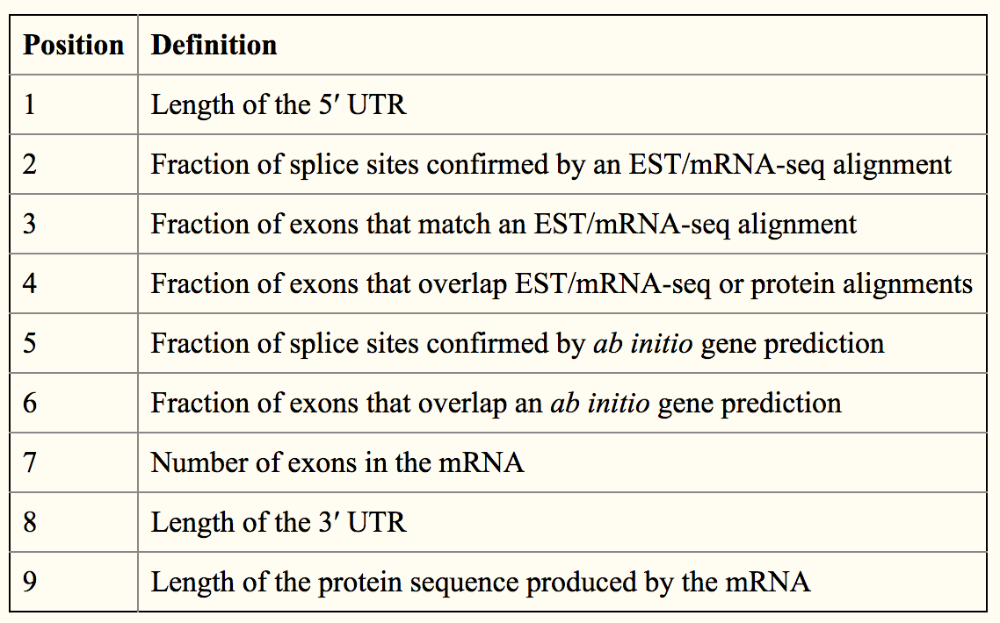 Position Definition
1 Length of the 5′ UTR
2 Fraction of splice sites confirmed by an EST/mRNA-seq alignment
3 Fraction of exons that match an EST/mRNA-seq alignment
4 Fraction of exons that overlap EST/mRNA-seq or protein alignments
5 Fraction of splice sites confirmed by ab initio gene prediction
6 Fraction of exons that overlap an ab initio gene prediction
7 Number of exons in the mRNA
8 Length of the 3′ UTR
9 Length of the protein sequence produced by the mRNA